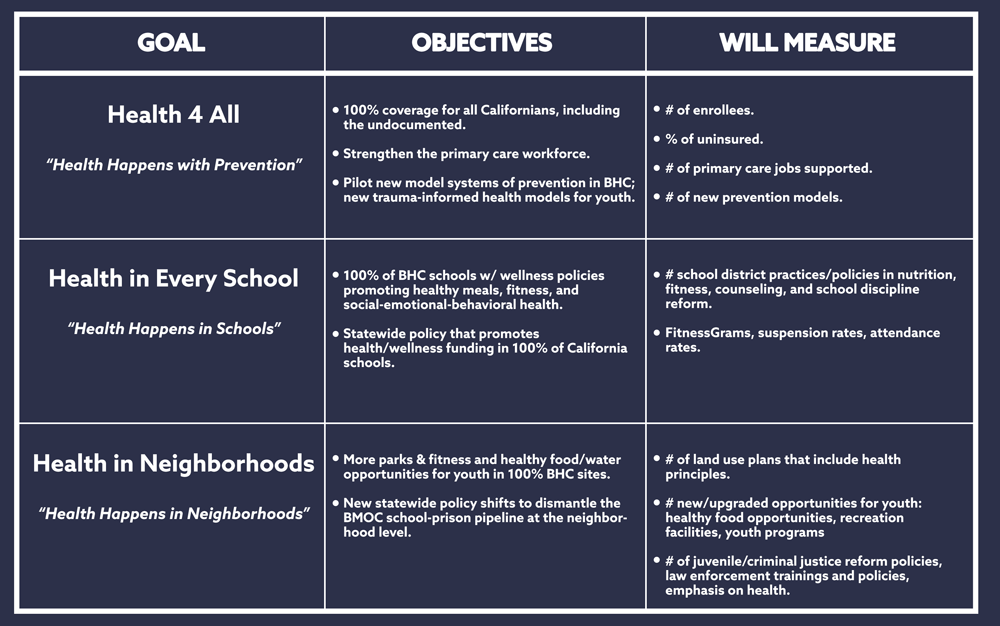 GOAL
OBJECTIVES
WILL MEASURE
Health 4 All
“Health Happens with Prevention”
• 100% coverage for all Californians, including
the undocumented.
• Strengthen the primary care workforce.
• Pilot new model systems of prevention in BHC;
new trauma-informed health models for youth.
• # of enrollees.
• % of uninsured.
• # of primary care jobs supported.
• # of new prevention models.
Health in Every School
“Health Happens in Schools”
• 100% of BHC schools w/ wellness policies
promoting healthy meals, fitness, and
social-emotional-behavioral health.
• Statewide policy that promotes
health/wellness funding in 100% of California
schools.
• # school district practices/policies in nutrition,
fitness, counseling, and school discipline
reform.
• FitnessGrams, suspension rates, attendance
rates.
Health in Neighborhoods
“Health Happens in Neighborhoods”
• More parks & fitness and healthy food/water
opportunities for youth in 100% BHC sites.
• New statewide policy shifts to dismantle the
BMOC school-prison pipeline at the neighbor-
hood level.
• # of land use plans that include health
principles.
• # new/upgraded opportunities for youth:
healthy food opportunities, recreation
facilities, youth programs
• # of juvenile/criminal justice reform policies,
law enforcement trainings and policies,
emphasis on health.